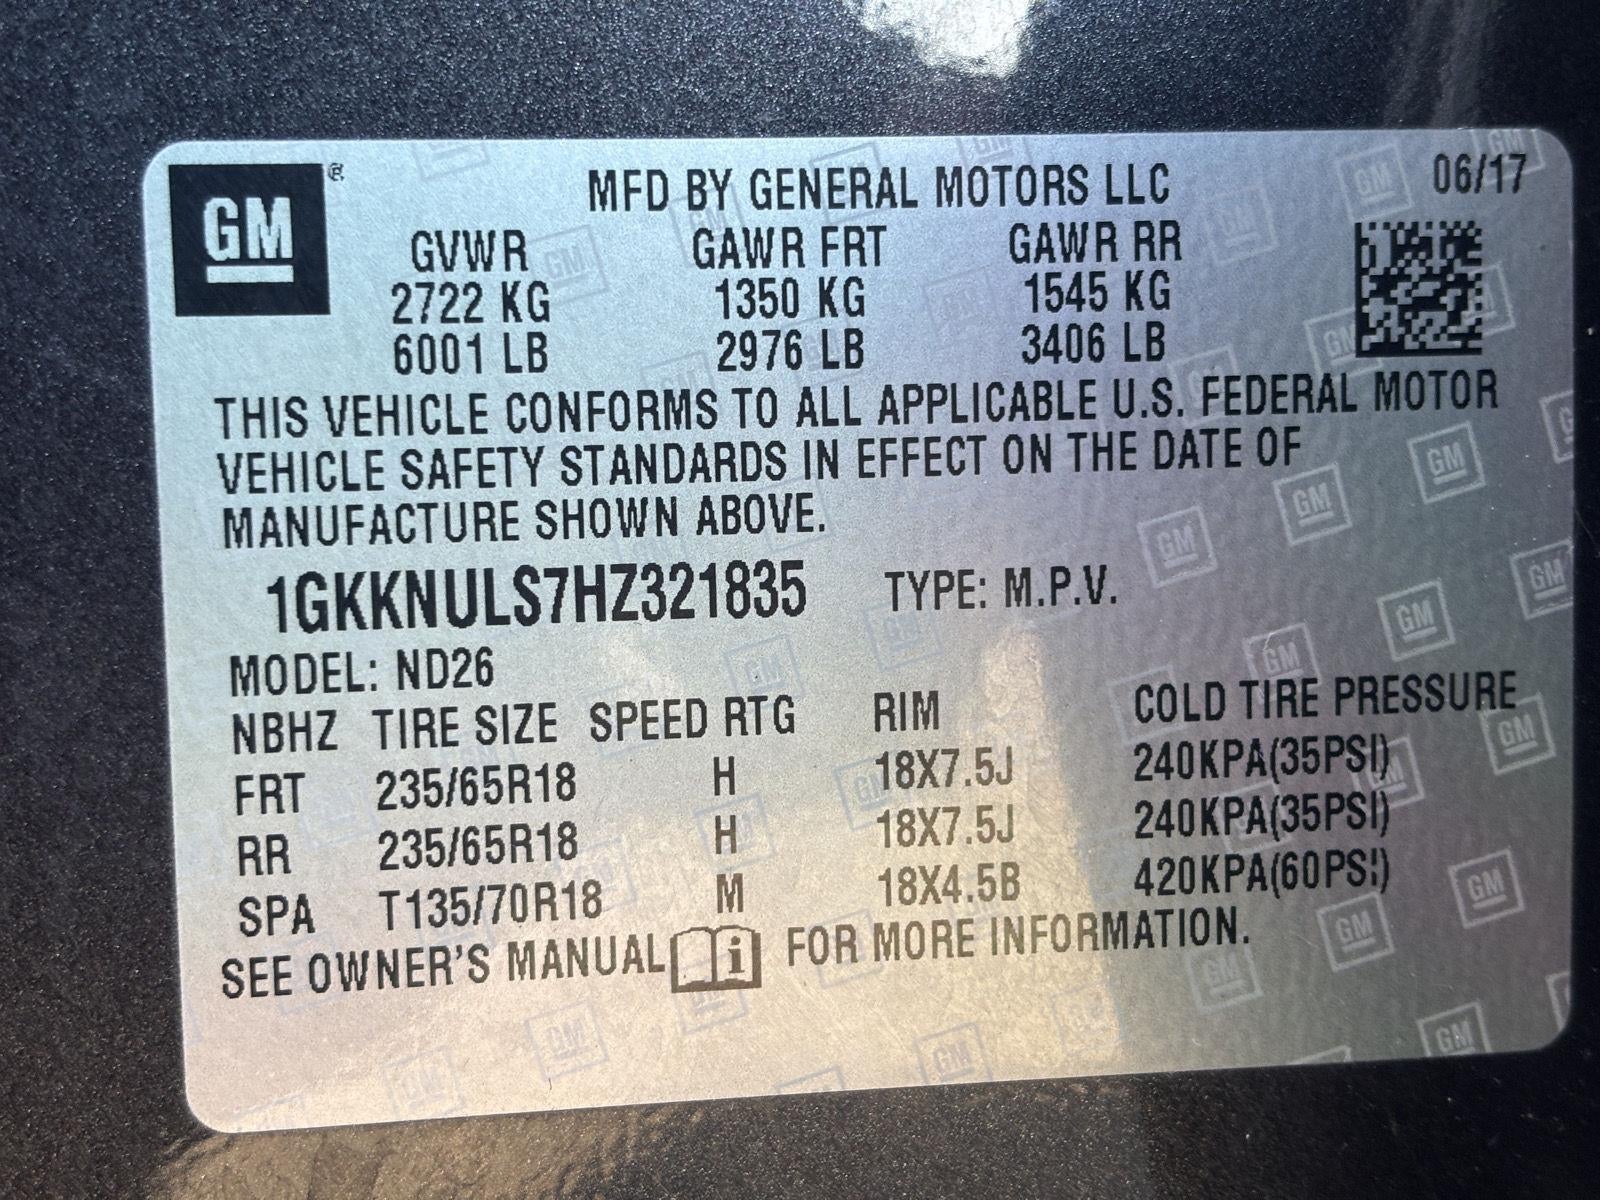 GM ®
MFD BY GENERAL MOTORS LLC 06/17
GVWR GAWR FRT GAWR RR
2722 KG 1350 KG 1545 KG
6001 LB 2976 LB 3406 LB
THIS VEHICLE CONFORMS TO ALL APPLICABLE U.S. FEDERAL MOTOR
VEHICLE SAFETY STANDARDS IN EFFECT ON THE DATE OF
MANUFACTURE SHOWN ABOVE.
1GKKNULS7HZ321835 TYPE: M.P.V.
MODEL: ND26
NBHZ TIRE SIZE SPEED RTG RIM COLD TIRE PRESSURE
FRT 235/65R18 H 18X7.5J 240KPA(35PSI)
RR 235/65R18 H 18X7.5J 240KPA(35PSI)
SPA T135/70R18 M 18X4.5B 420KPA(60PSI)
SEE OWNER'S MANUAL i FOR MORE INFORMATION.